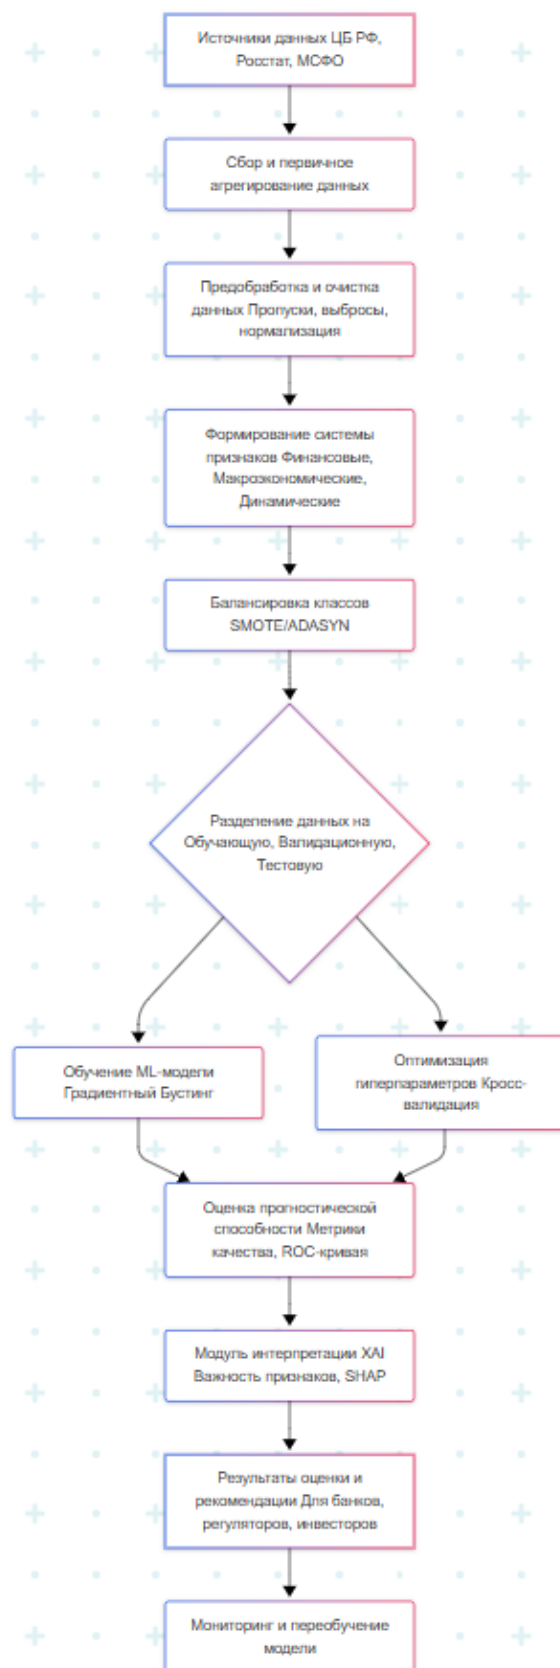 Источники данных ЦБ РФ,
Росстат, МСФО
Сбор и первичное
агрегирование данных
Предобработка и очистка
данных Пропуски, выбросы,
нормализация
Формирование системы
признаков Финансовые,
Макроэкономические,
Динамические
Балансировка классов
SMOTE/ADASYN
Разделение данных на
Обучающую, Валидационную,
Тестовую
Обучение ML-модели
Градиентный Бустинг
Оптимизация
гиперпараметров Кросс-
валидация
Оценка прогностической
способности Метрики
качества, ROC-кривая
Модуль интерпретации XAI
Важность признаков, SHAP
Результаты оценки и
рекомендации Для банков,
регуляторов, инвесторов
Мониторинг и переобучение
модели